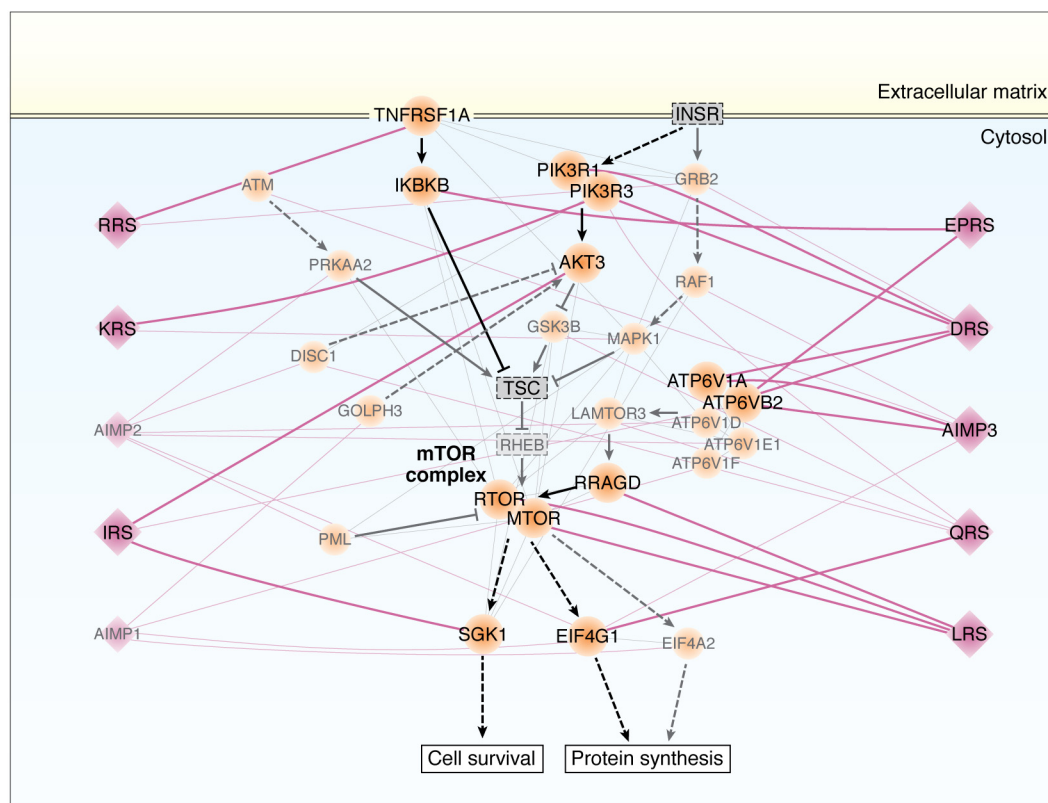 Extracellular matrix
TNFRSF1A
INSR
Cytosol
PIK3R1
GRB2
ATM
IKBKB
PIK3R3
RRS
EPRS
PRKAA2
AKT3
RAF1
KRS
GSK3B
MAPK1
DRS
DISC1
TSC
ATP6V1A
ATP6VB2
GOLPH3
LAMTOR3
ATP6V1D
AIMP2
RHEB
ATP6V1E1
AIMP3
mTOR
complex
ATP6V1F
RTOR
RRAGD
MTOR
IRS
PML
QRS
AIMP1
SGK1
EIF4G1
EIF4A2
LRS
Cell survival
Protein synthesis